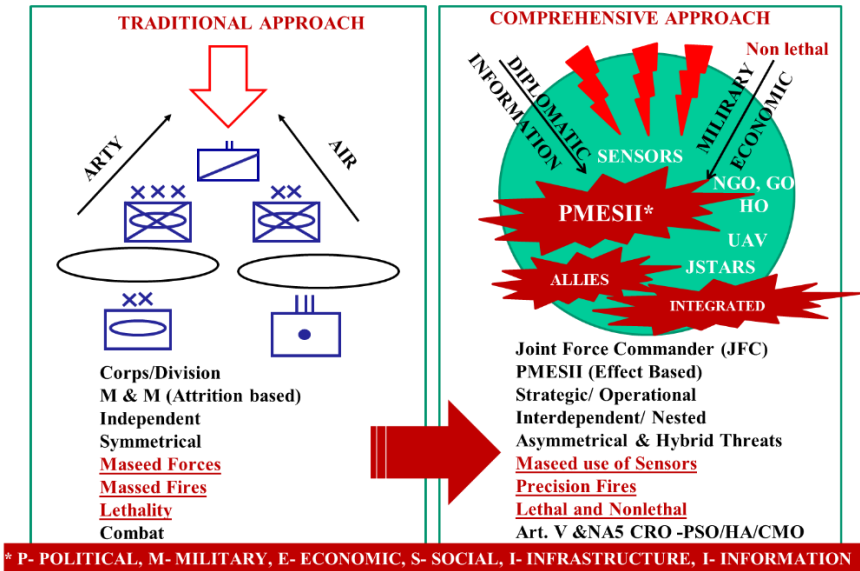 TRADITIONAL APPROACH
ARTY
AIR
Corps/Division
M & M (Attrition based)
Independent
Symmetrical
Maseed Forces
Massed Fires
Lethality
Combat
COMPREHENSIVE APPROACH
Non lethal
DIPLOMATIC
INFORMATION
MILIRARY
ECONOMIC
SENSORS
NGO, GO
HO
PMESII*
UAV
JSTARS
ALLIES
INTEGRATED
Joint Force Commander (JFC)
PMESII (Effect Based)
Strategic/ Operational
Interdependent/ Nested
Asymmetrical & Hybrid Threats
Maseed use of Sensors
Precision Fires
Lethal and Nonlethal
Art. V &NA5 CRO -PSO/HA/CMO
* P- POLITICAL, M- MILITARY, E- ECONOMIC, S- SOCIAL, I- INFRASTRUCTURE, I- INFORMATION